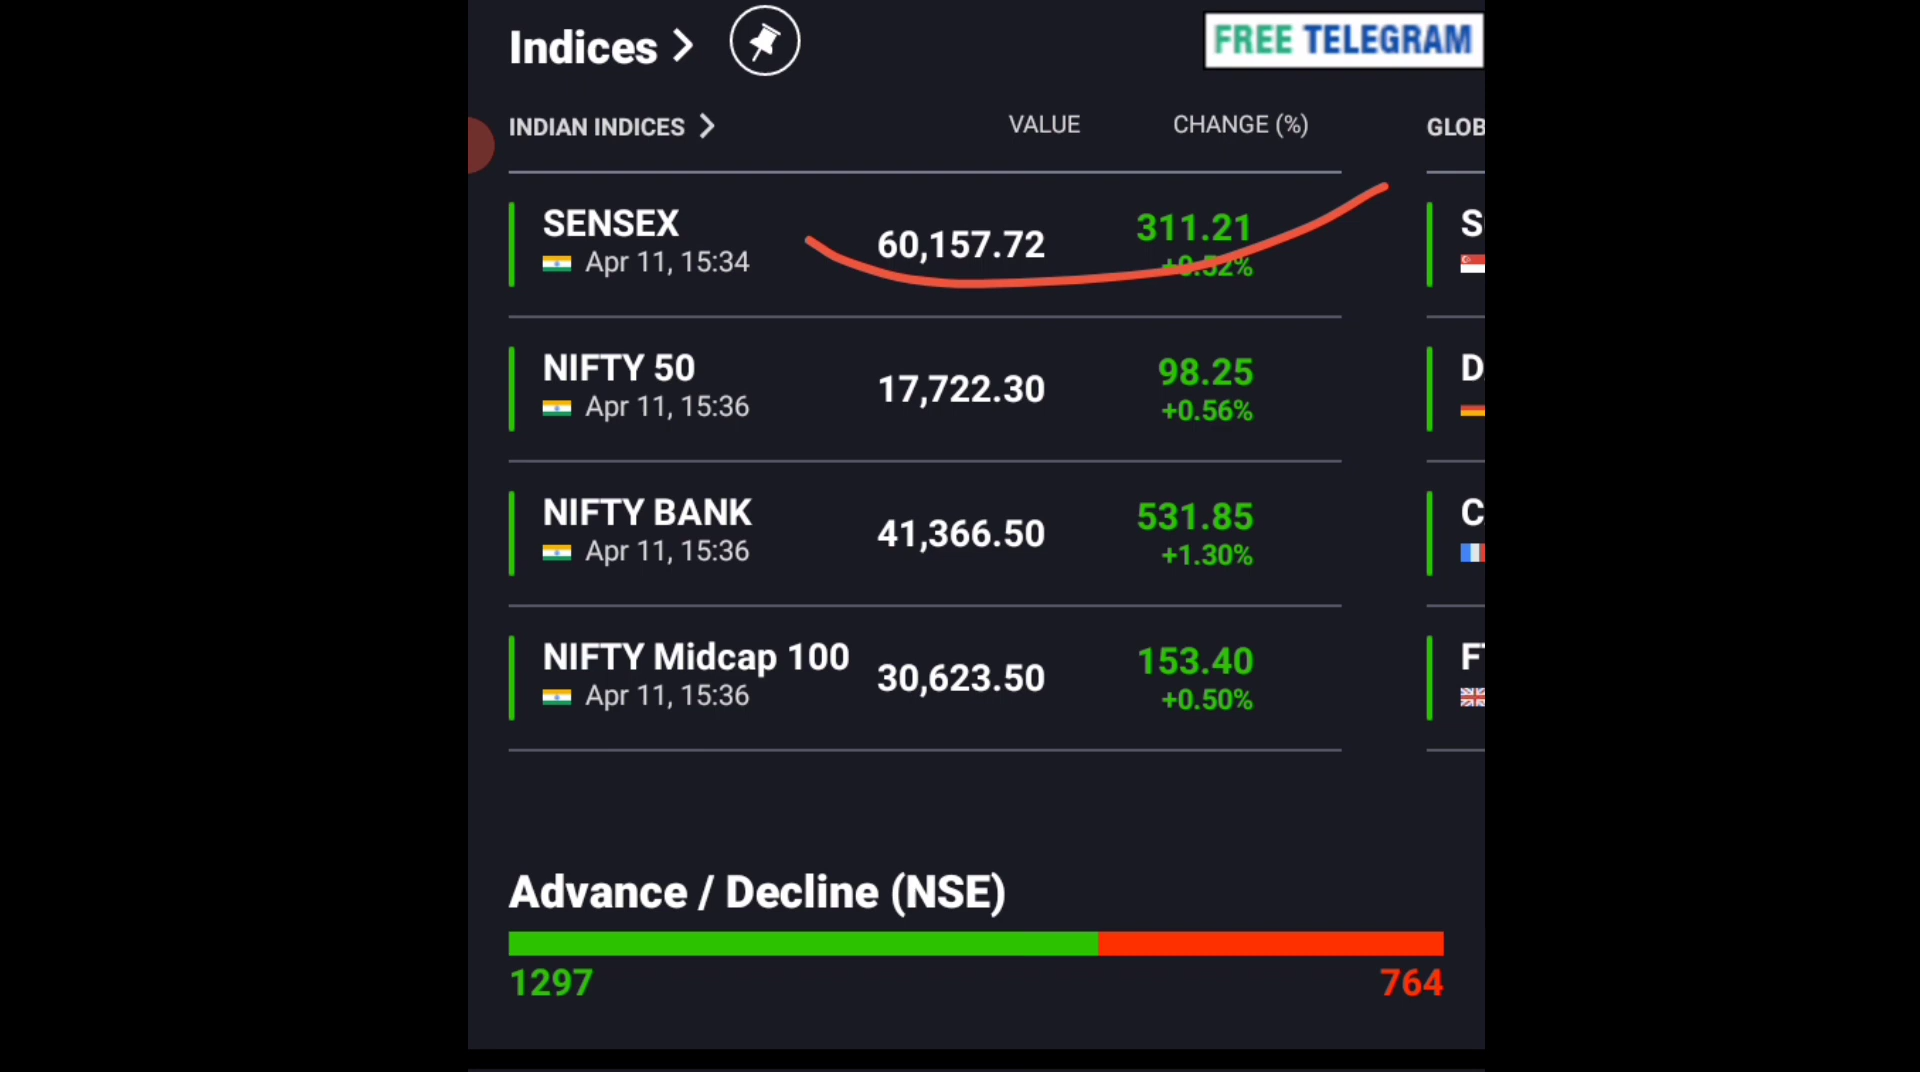 Indices
FREE TELEGRAM
INDIAN INDICES VALUE CHANGE (%)
SENSEX 60,157.72 311.21
Apr 11, 15:34 +0.52%
NIFTY 50 17,722.30 98.25
Apr 11, 15:36 +0.56%
NIFTY BANK 41,366.50 531.85
Apr 11, 15:36 +1.30%
NIFTY Midcap 100 30,623.50 153.40
Apr 11, 15:36 +0.50%
Advance / Decline (NSE)
1297 764